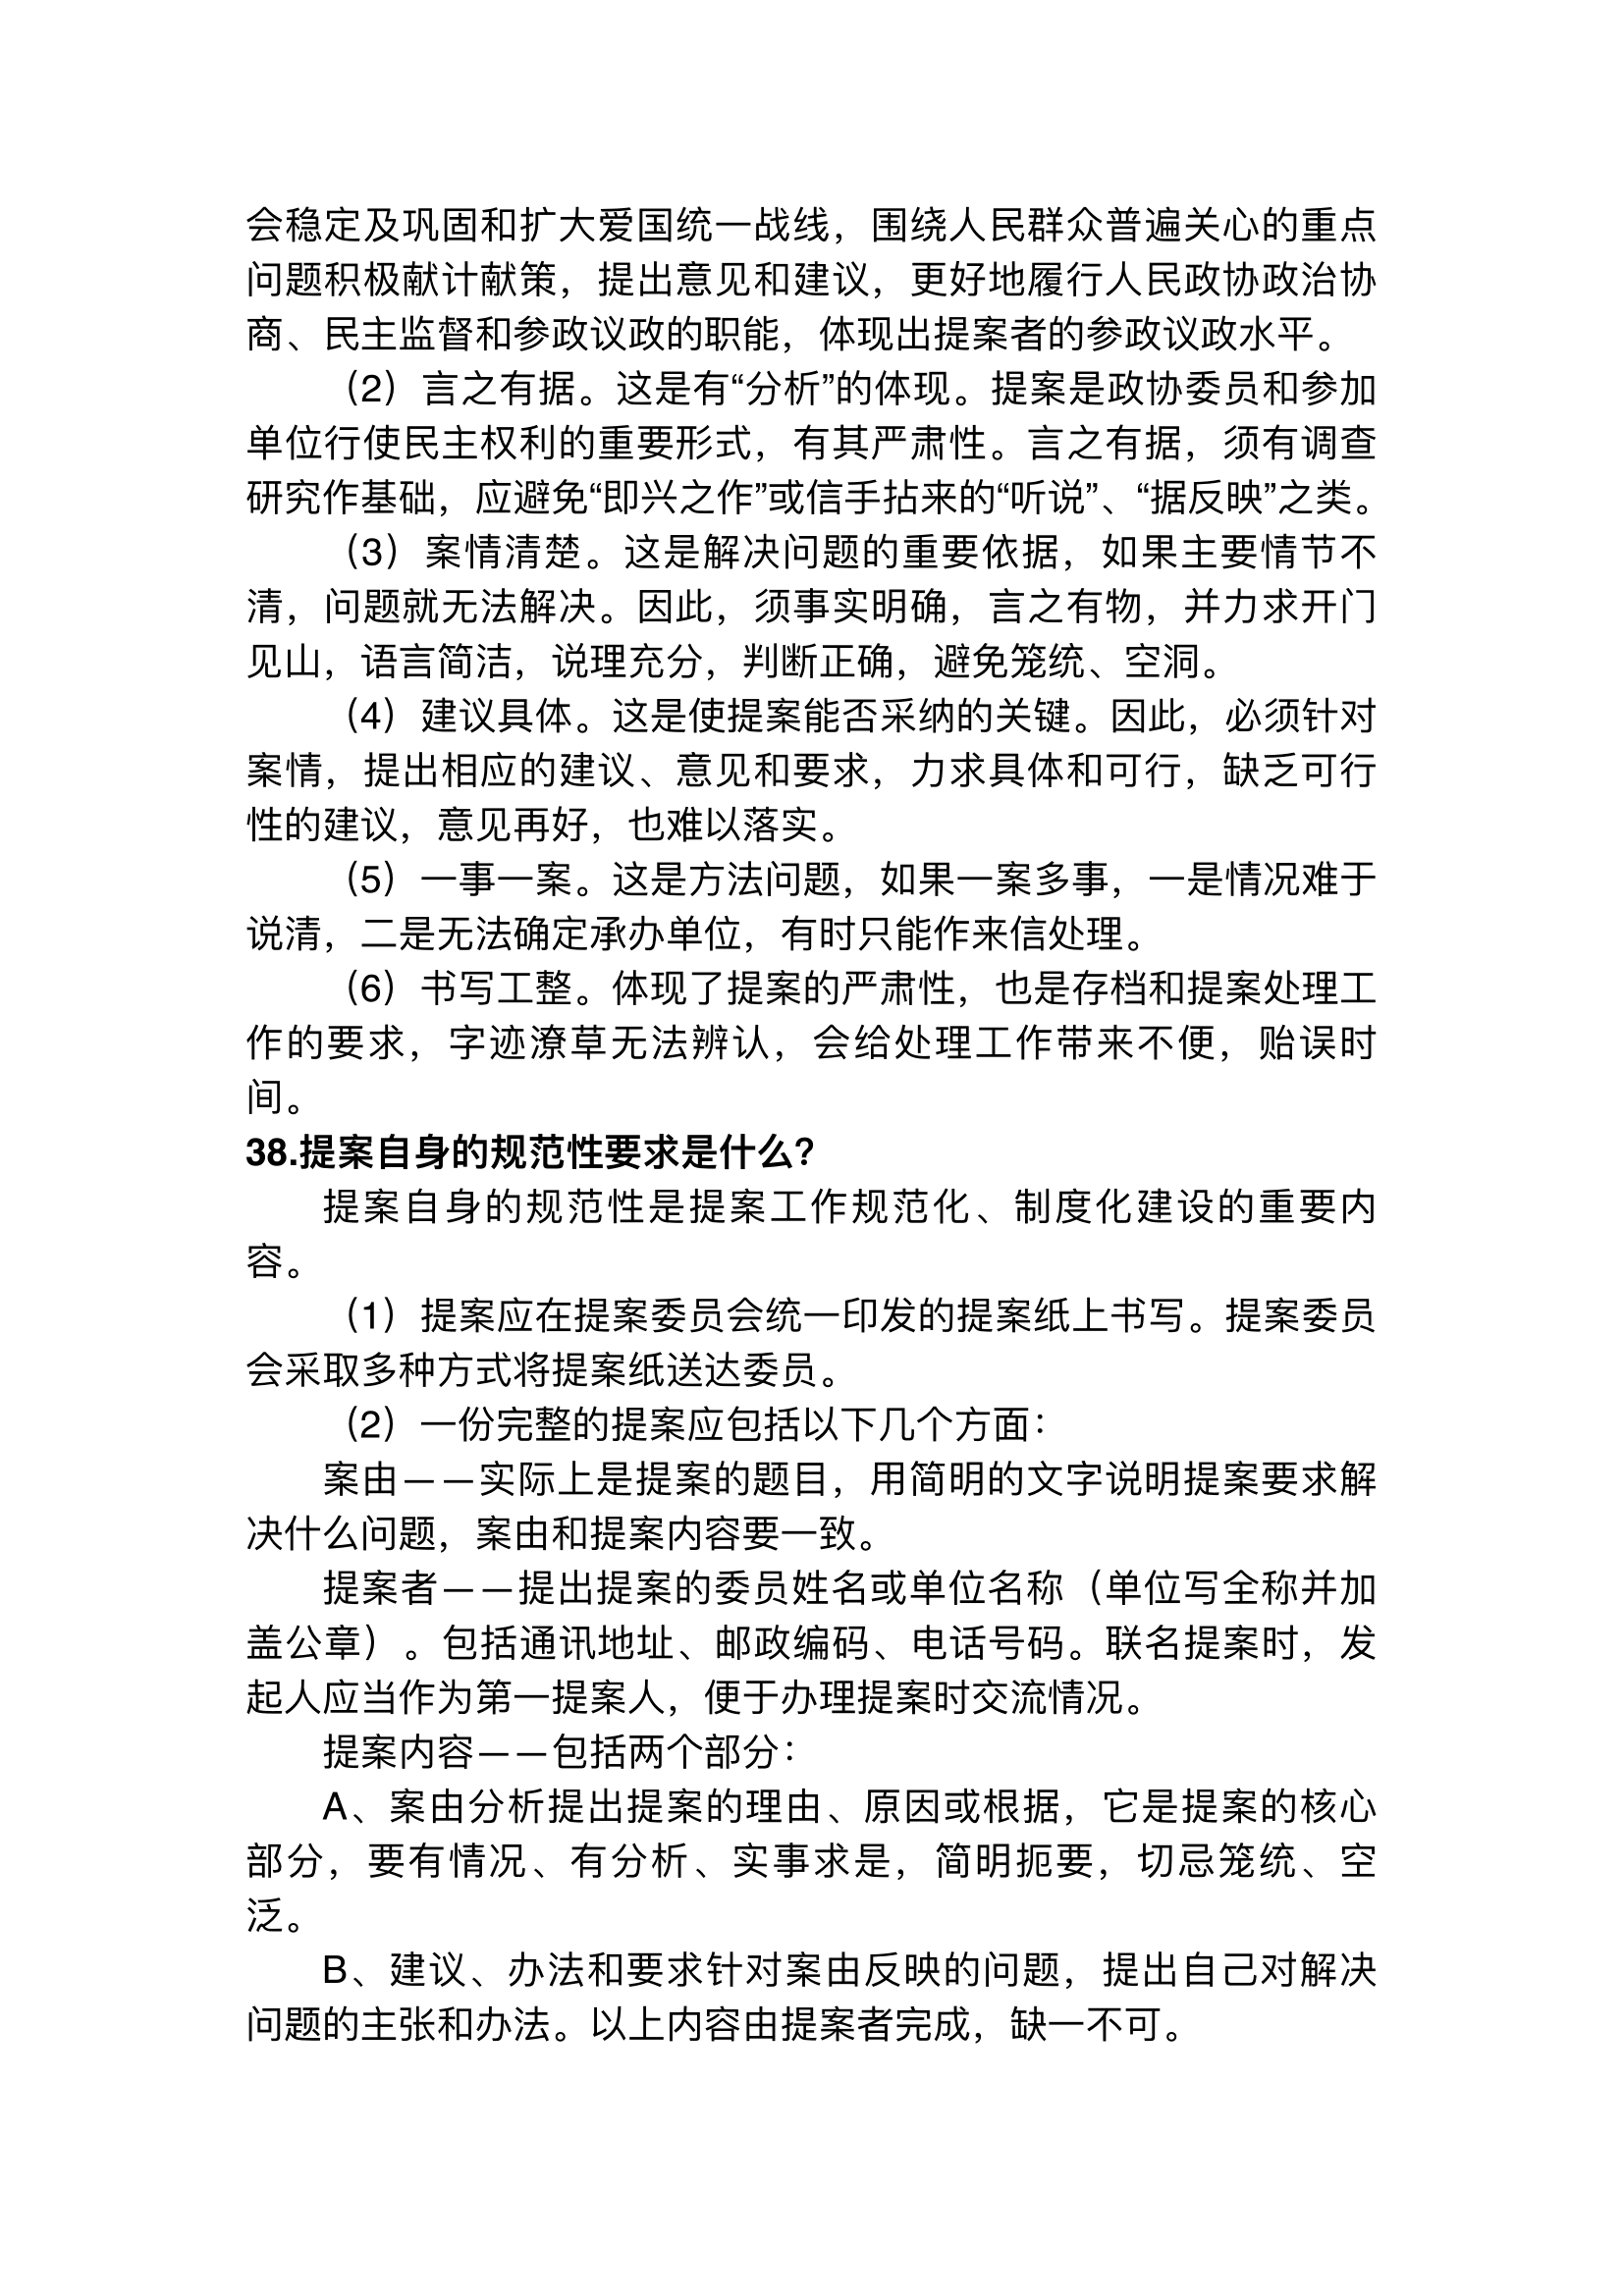 会稳定及巩固和扩大爱国统一战线，围绕人民群众普遍关心的重点
问题积极献计献策，提出意见和建议，更好地履行人民政协政治协
商、民主监督和参政议政的职能，体现出提案者的参政议政水平。
（2）言之有据。这是有“分析”的体现。提案是政协委员和参加
单位行使民主权利的重要形式，有其严肃性。言之有据，须有调查
研究作基础，应避免“即兴之作”或信手拈来的“听说”、“据反映”之类。
（3）案情清楚。这是解决问题的重要依据，如果主要情节不
清，问题就无法解决。因此，须事实明确，言之有物，并力求开门
见山，语言简洁，说理充分，判断正确，避免笼统、空洞。
（4）建议具体。这是使提案能否采纳的关键。因此，必须针对
案情，提出相应的建议、意见和要求，力求具体和可行，缺乏可行
性的建议，意见再好，也难以落实。
（5）一事一案。这是方法问题，如果一案多事，一是情况难于
说清，二是无法确定承办单位，有时只能作来信处理。
（6）书写工整。体现了提案的严肃性，也是存档和提案处理工
作的要求，字迹潦草无法辨认，会给处理工作带来不便，贻误时
间。
38.提案自身的规范性要求是什么?
提案自身的规范性是提案工作规范化、制度化建设的重要内
容。
（1）提案应在提案委员会统一印发的提案纸上书写。提案委员
会采取多种方式将提案纸送达委员。
（2）一份完整的提案应包括以下几个方面：
案由——实际上是提案的题目，用简明的文字说明提案要求解
决什么问题，案由和提案内容要一致。
提案者——提出提案的委员姓名或单位名称（单位写全称并加
盖公章）。包括通讯地址、邮政编码、电话号码。联名提案时，发
起人应当作为第一提案人，便于办理提案时交流情况。
提案内容——包括两个部分：
A、案由分析提出提案的理由、原因或根据，它是提案的核心
部分，要有情况、有分析、实事求是，简明扼要，切忌笼统、空
泛。
B、建议、办法和要求针对案由反映的问题，提出自己对解决
问题的主张和办法。以上内容由提案者完成，缺一不可。